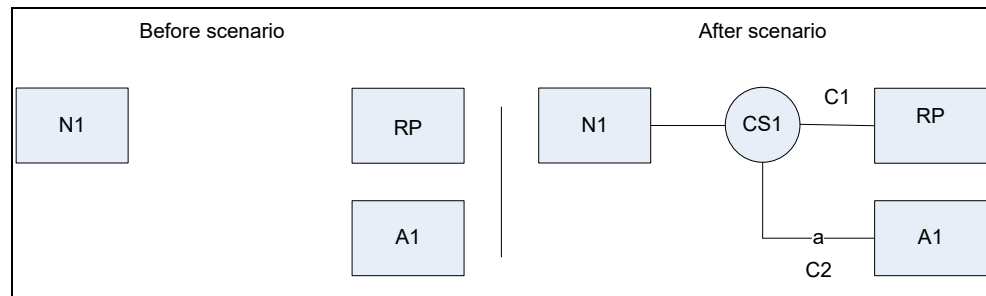 Before scenario
After scenario
N1
RP
A1
N1
CS1
C1
RP
a
C2
A1